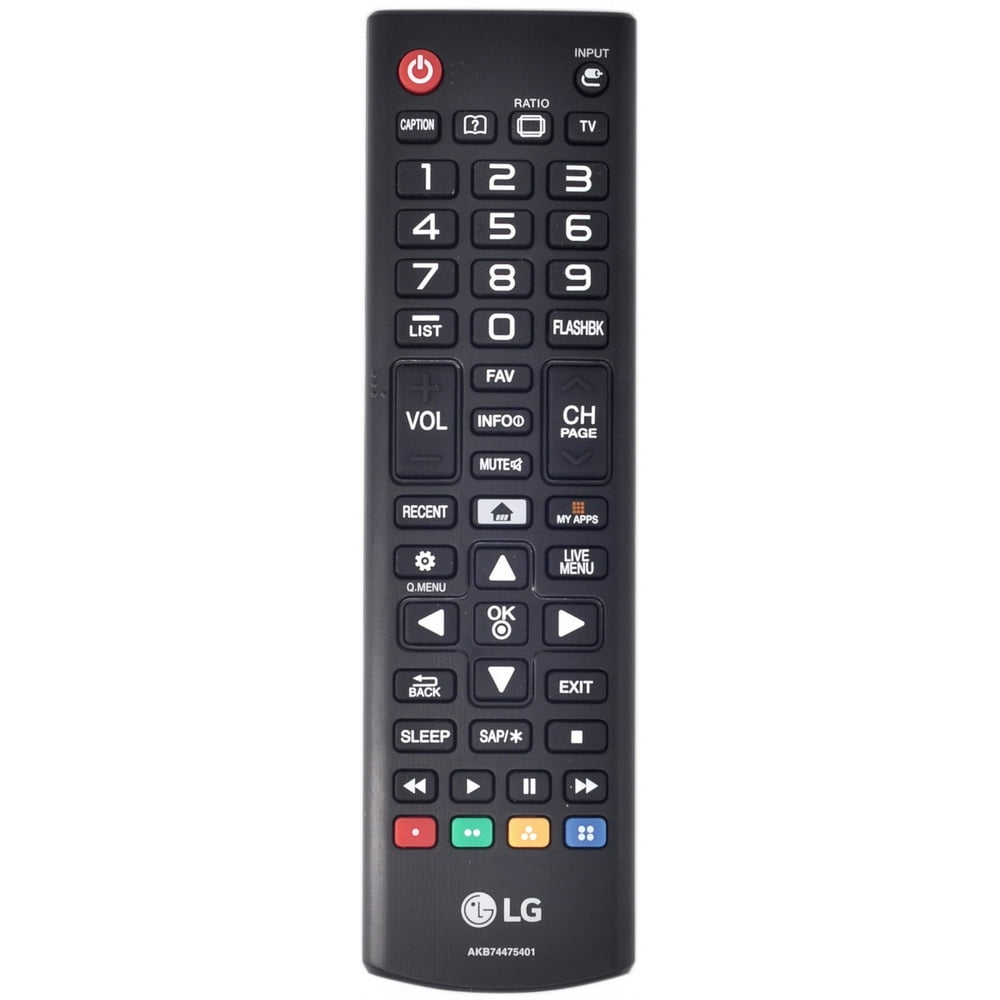 INPUT
RATIO
CAPTION ? TV
1 2 3
4 5 6
7 8 9
LIST 0 FLASHBK
FAV
VOL INFO CH
PAGE
MUTE
RECENT MY APPS
LIVE
MENU
Q.MENU
OK
BACK EXIT
SLEEP SAP/*
LG
AKB74475401